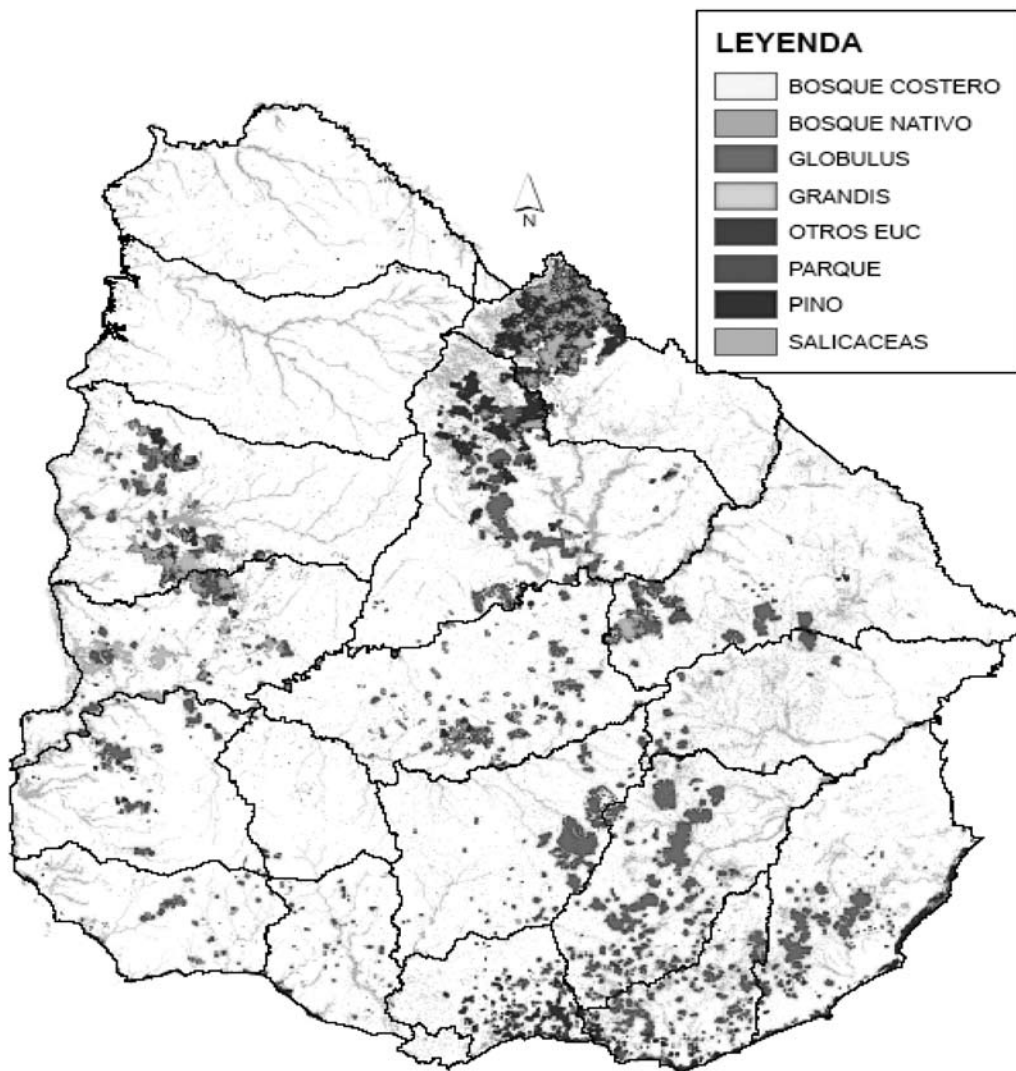 LEYENDA
BOSQUE COSTERO
BOSQUE NATIVO
GLOBULUS
GRANDIS
OTROS EUC
PARQUE
PINO
SALICACEAS
N